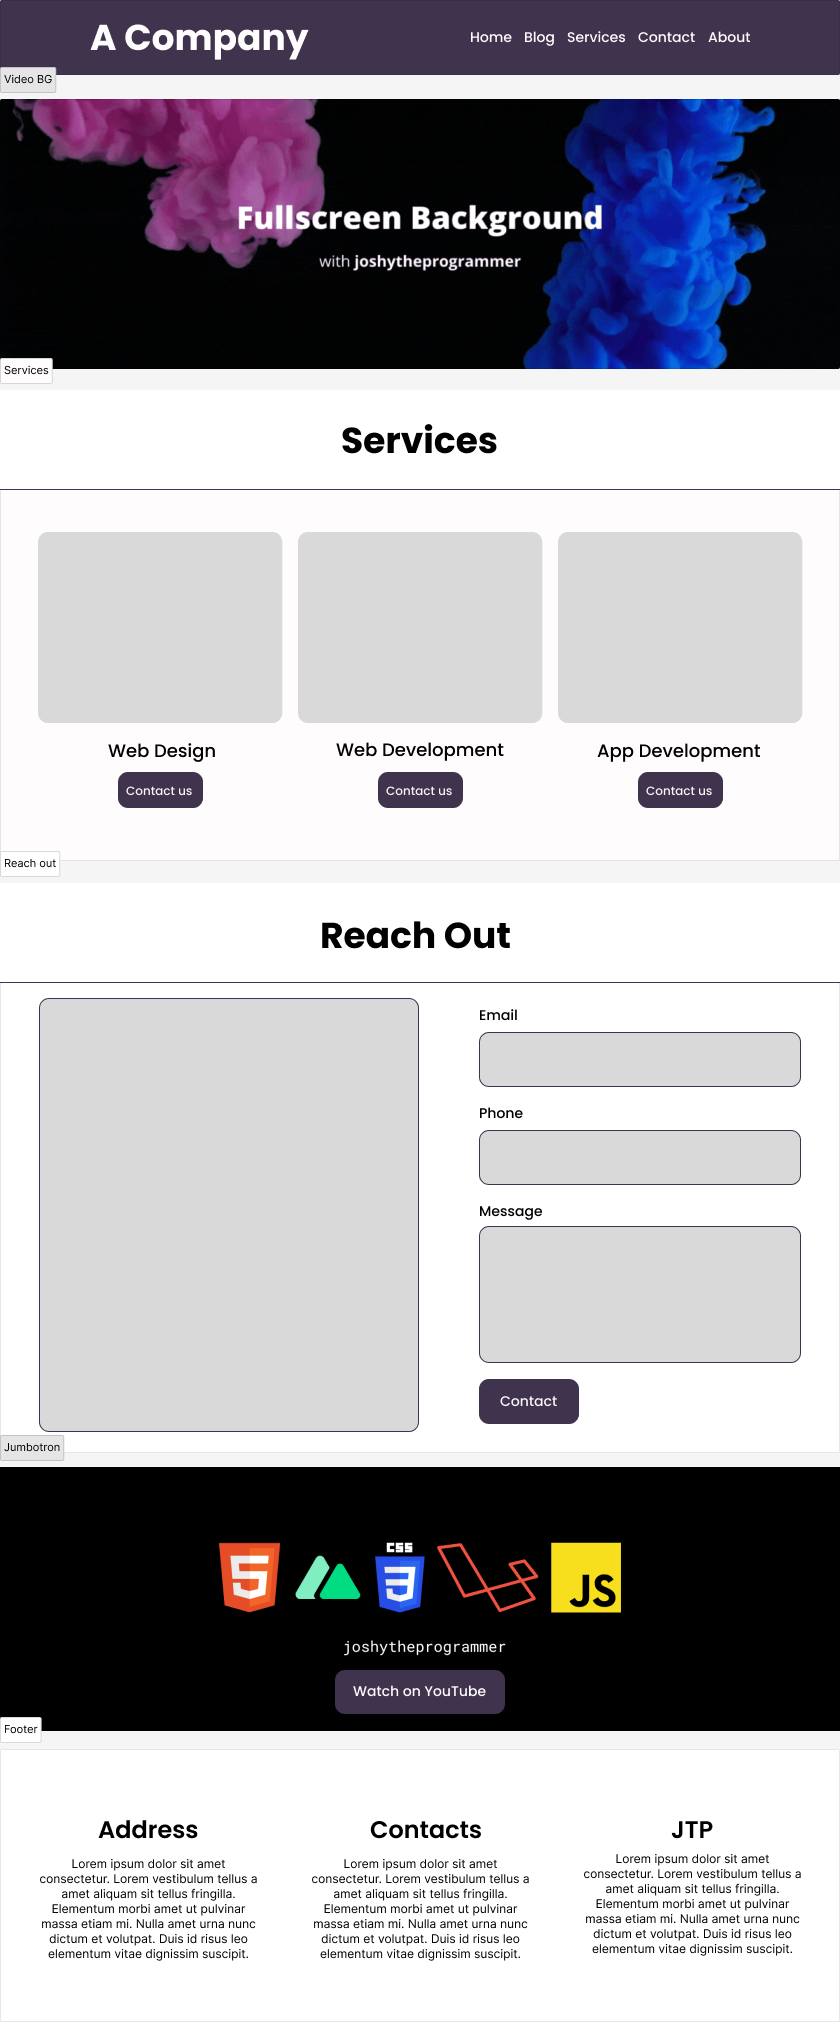 A Company
Home Blog Services Contact About
Video BG
Fullscreen Background
with joshytheprogrammer
Services
Services
Web Design
Web Development
App Development
Contact us
Contact us
Contact us
Reach out
Reach Out
Email
Phone
Message
Contact
Jumbotron
5
CSS
3
JS
joshytheprogrammer
Watch on YouTube
Footer
Address
Lorem ipsum dolor sit amet
consectetur. Lorem vestibulum tellus a
amet aliquam sit tellus fringilla.
Elementum morbi amet ut pulvinar
massa etiam mi. Nulla amet urna nunc
dictum et volutpat. Duis id risus leo
elementum vitae dignissim suscipit.
Contacts
Lorem ipsum dolor sit amet
consectetur. Lorem vestibulum tellus a
amet aliquam sit tellus fringilla.
Elementum morbi amet ut pulvinar
massa etiam mi. Nulla amet urna nunc
dictum et volutpat. Duis id risus leo
elementum vitae dignissim suscipit.
JTP
Lorem ipsum dolor sit amet
consectetur. Lorem vestibulum tellus a
amet aliquam sit tellus fringilla.
Elementum morbi amet ut pulvinar
massa etiam mi. Nulla amet urna nunc
dictum et volutpat. Duis id risus leo
elementum vitae dignissim suscipit.